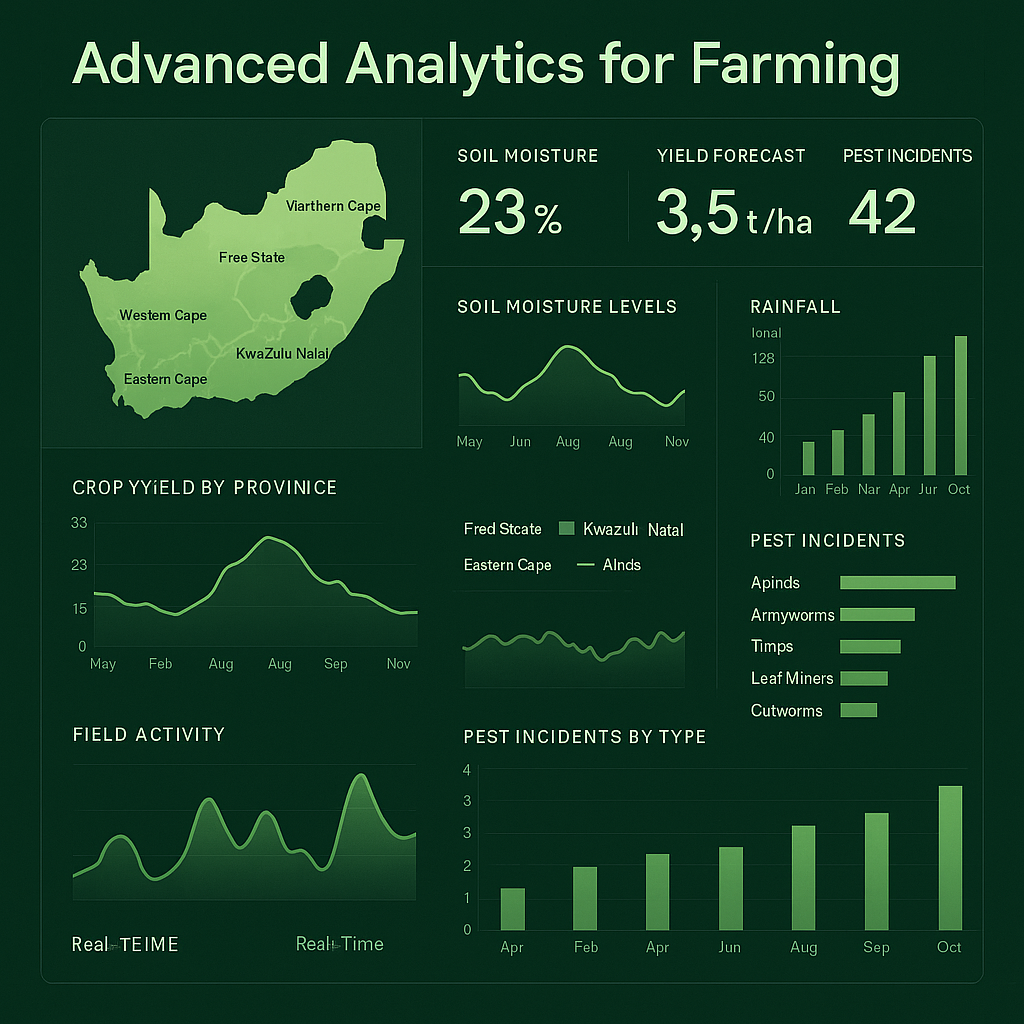 Advanced Analytics for Farming
Viarthern Cape
Free State
Westem Cape
KwaZulu Nalal
Eastern Cape
SOIL MOISTURE
23 %
YIELD FORECAST
3,5 t/ha
PEST INCIDENTS
42
SOIL MOISTURE LEVELS
May Jun Aug Aug Nov
RAINFALL
Ional
128
50
40
0
Jan Feb Nar Apr Jur Oct
CROP YYiELD BY PROVINICE
33
23
15
0
May Feb Aug Aug Sep Nov
Fred Stcate Kwazulı Natal
Eastern Cape Alnds
PEST INCIDENTS
Apinds
Armyworms
Tımps
Leaf Miners
Cutworms
FIELD ACTIVITY
Real-TEIME Real-Time
PEST INCIDENTS BY TYPE
4
3
3
2
1
0
Apr Feb Apr Jun Aug Sep Oct